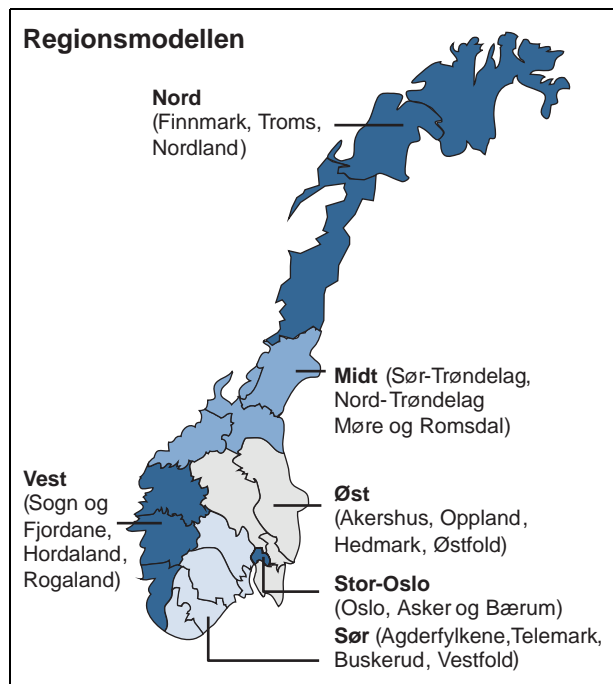 Regionsmodellen
Nord
(Finnmark, Troms,
Nordland)
Midt (Sør-Trøndelag,
Nord-Trøndelag
Møre og Romsdal)
Vest
(Sogn og
Fjordane,
Hordaland,
Rogaland)
Øst
(Akershus, Oppland,
Hedmark, Østfold)
Stor-Oslo
(Oslo, Asker og Bærum)
Sør (Agderfylkene,Telemark,
Buskerud, Vestfold)